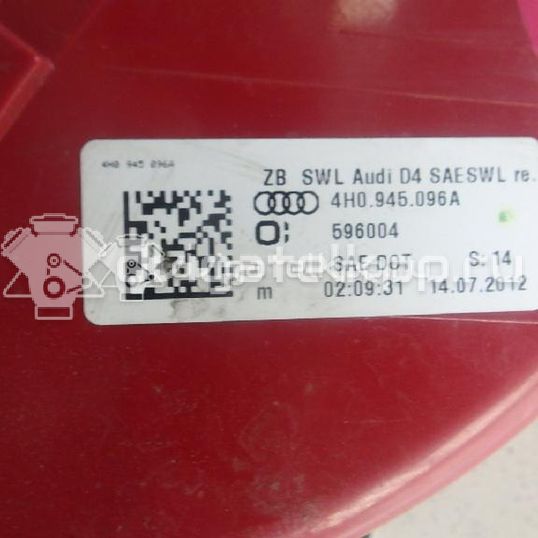 4H0 945 096A
ZB SWL Audi D4 SAESWL re.
4H0.945.096A
596004
SAE DOT S: 14
m 02:09:31 14.07.2012